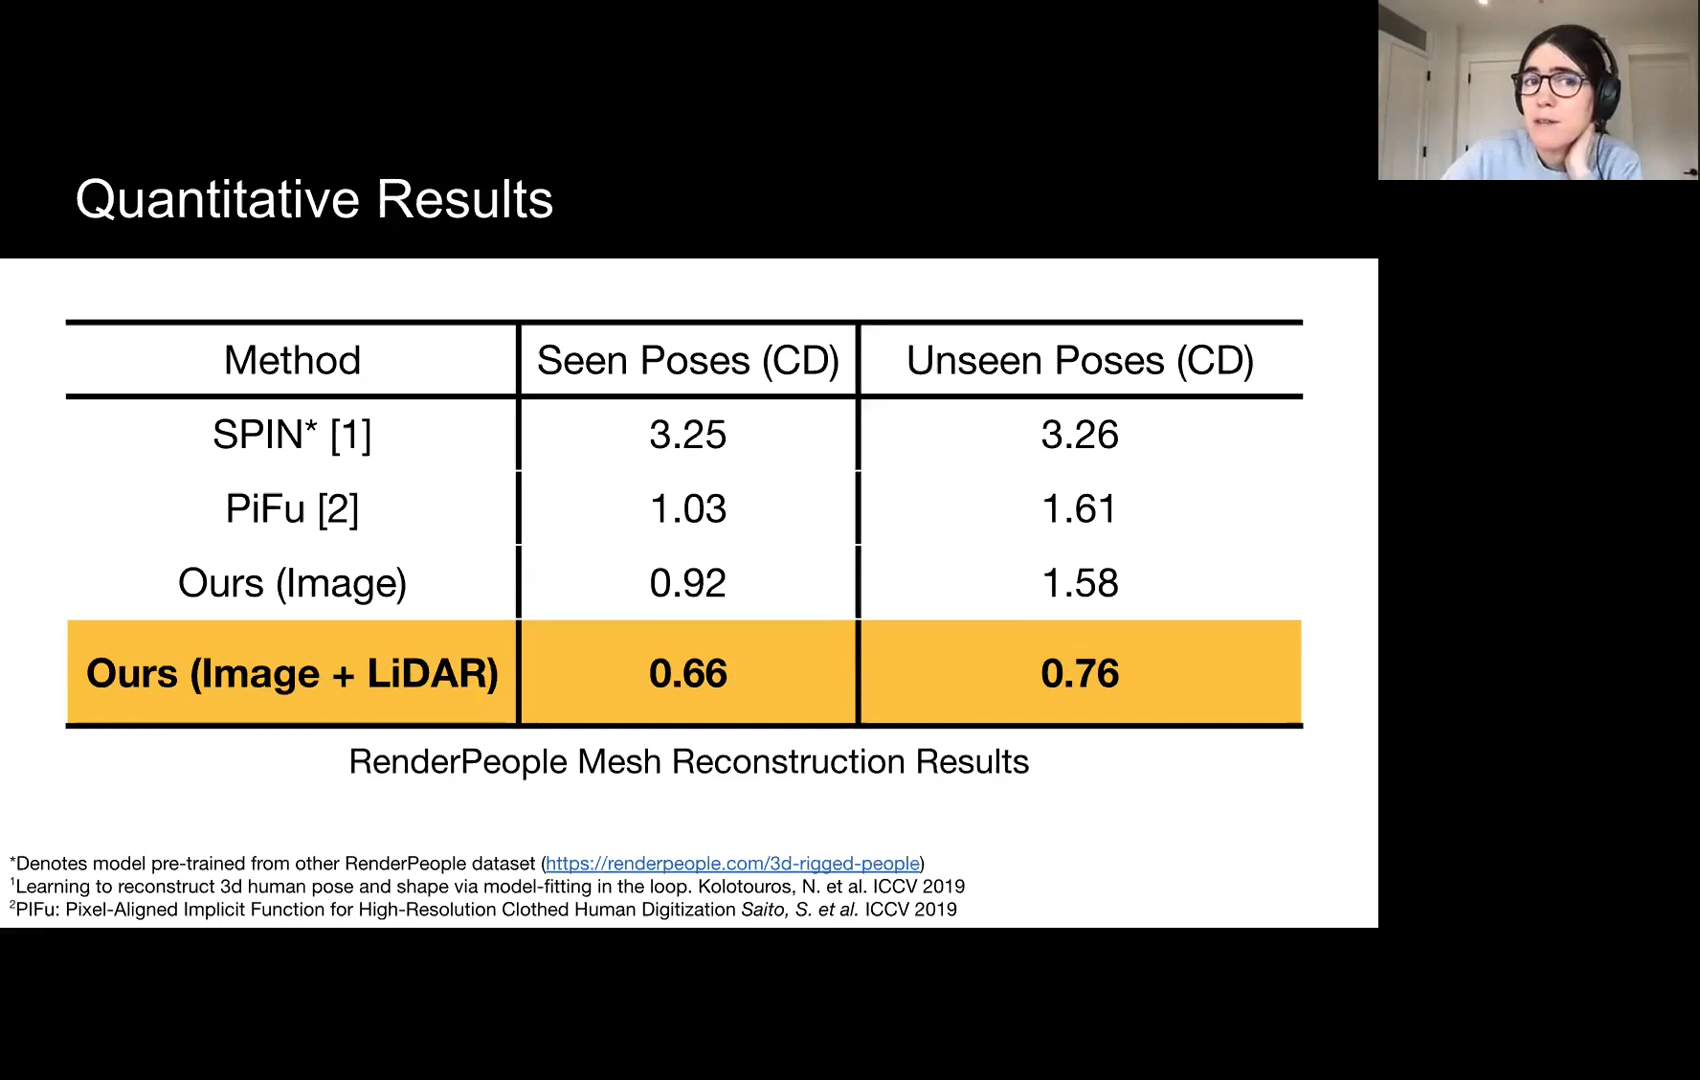 Quantitative Results
Method Seen Poses (CD) Unseen Poses (CD)
SPIN* [1] 3.25 3.26
PiFu [2] 1.03 1.61
Ours (Image) 0.92 1.58
Ours (Image + LiDAR) 0.66 0.76
RenderPeople Mesh Reconstruction Results
*Denotes model pre-trained from other RenderPeople dataset (https://renderpeople.com/3d-rigged-people)
¹Learning to reconstruct 3d human pose and shape via model-fitting in the loop. Kolotouros, N. et al. ICCV 2019
²PIFu: Pixel-Aligned Implicit Function for High-Resolution Clothed Human Digitization Saito, S. et al. ICCV 2019